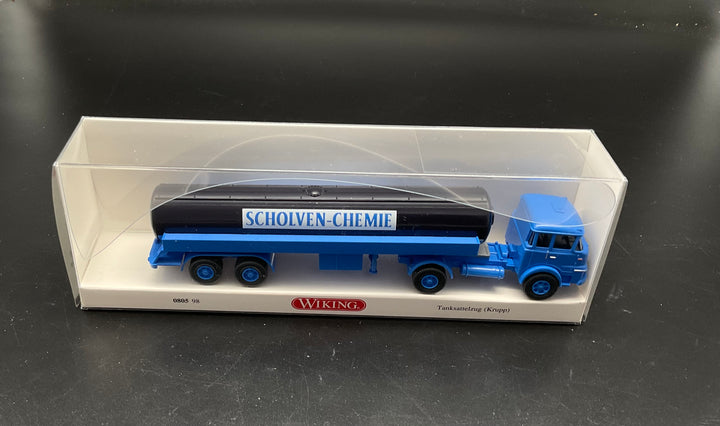 SCHOLVEN-CHEMIE
0805 98
WIKING
Tanksattelzug (Krupp)